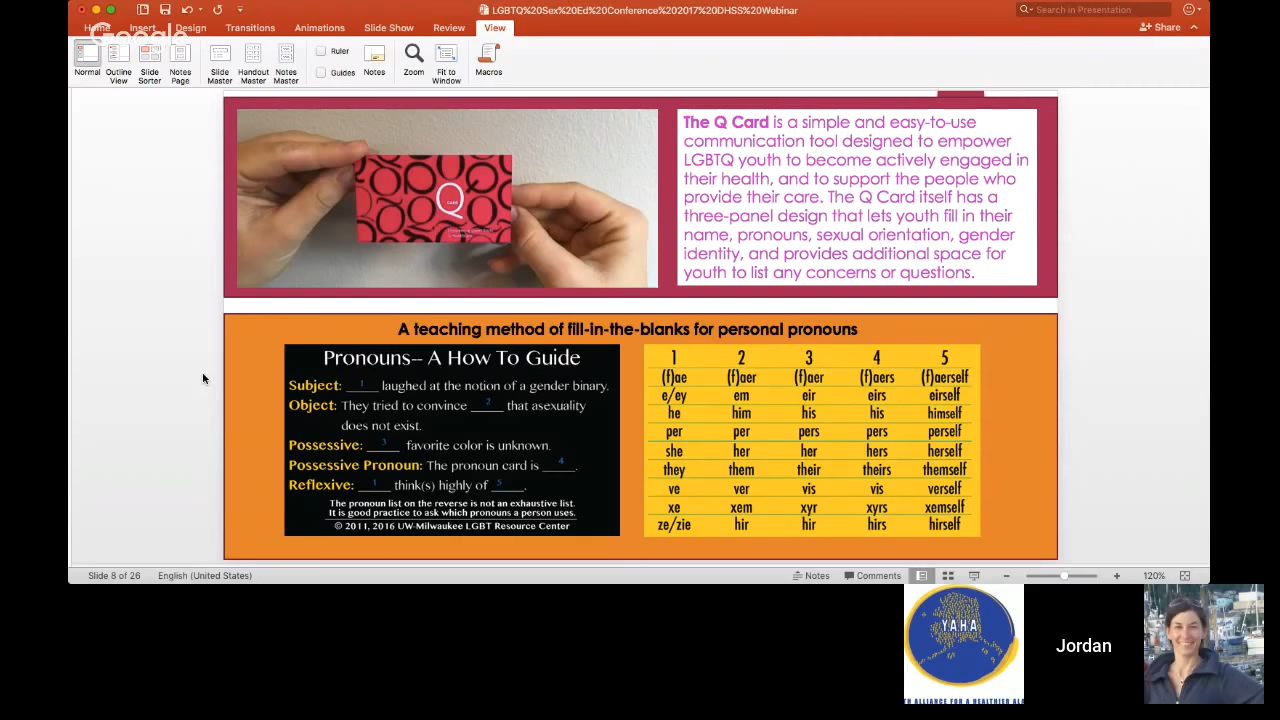 LGBTQ%20Sex%20Ed%20Conference%202017%20DHSS%20Webinar
Search in Presentation
Google
Home Insert Design Transitions Animations Slide Show Review View
Share
Normal Outline View Slide Sorter Notes Page Slide Master Handout Master Notes Master Ruler Guides Notes Zoom Fit to Window Macros
Q
CARD
The Q Card is a simple and easy-to-use
communication tool designed to empower
LGBTQ youth to become actively engaged in
their health, and to support the people who
provide their care. The Q Card itself has a
three-panel design that lets youth fill in their
name, pronouns, sexual orientation, gender
identity, and provides additional space for
youth to list any concerns or questions.
A teaching method of fill-in-the-blanks for personal pronouns
Pronouns-- A How To Guide
Subject: __1__ laughed at the notion of a gender binary.
Object: They tried to convince __2__ that asexuality
does not exist.
Possessive: __3__ favorite color is unknown.
Possessive Pronoun: The pronoun card is __4__.
Reflexive: __1__ think(s) highly of __5__.
The pronoun list on the reverse is not an exhaustive list.
It is good practice to ask which pronouns a person uses.
© 2011, 2016 UW-Milwaukee LGBT Resource Center
1 2 3 4 5
(f)ae (f)aer (f)aer (f)aers (f)aerself
e/ey em eir eirs eirself
he him his his himself
per per pers pers perself
she her her hers herself
they them their theirs themself
ve ver vis vis verself
xe xem xyr xyrs xemself
ze/zie hir hir hirs hirself
Slide 8 of 26 English (United States)
Notes Comments 120%
YAHA
Jordan